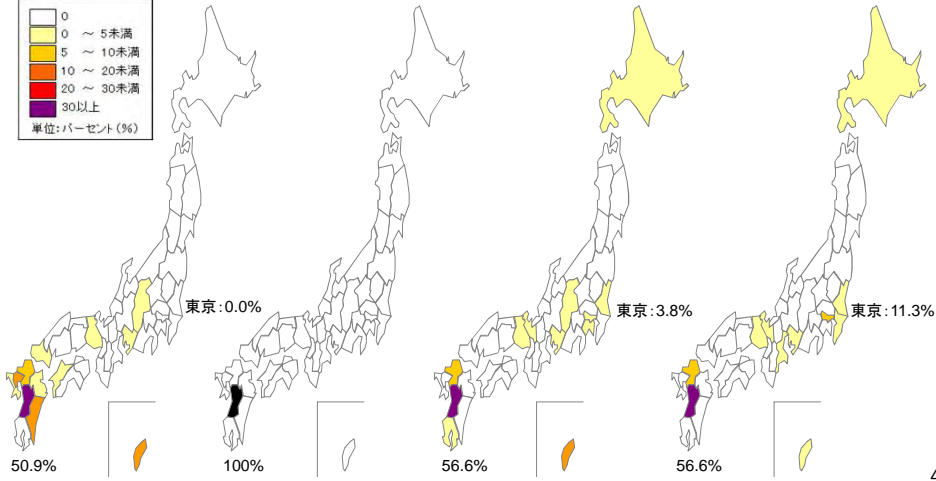 0
0 ～ 5未満
5 ～ 10未満
10 ～ 20未満
20 ～ 30未満
30以上
単位：パーセント（%）
東京：0.0%
東京：3.8%
東京：11.3%
50.9%
100%
56.6%
56.6%